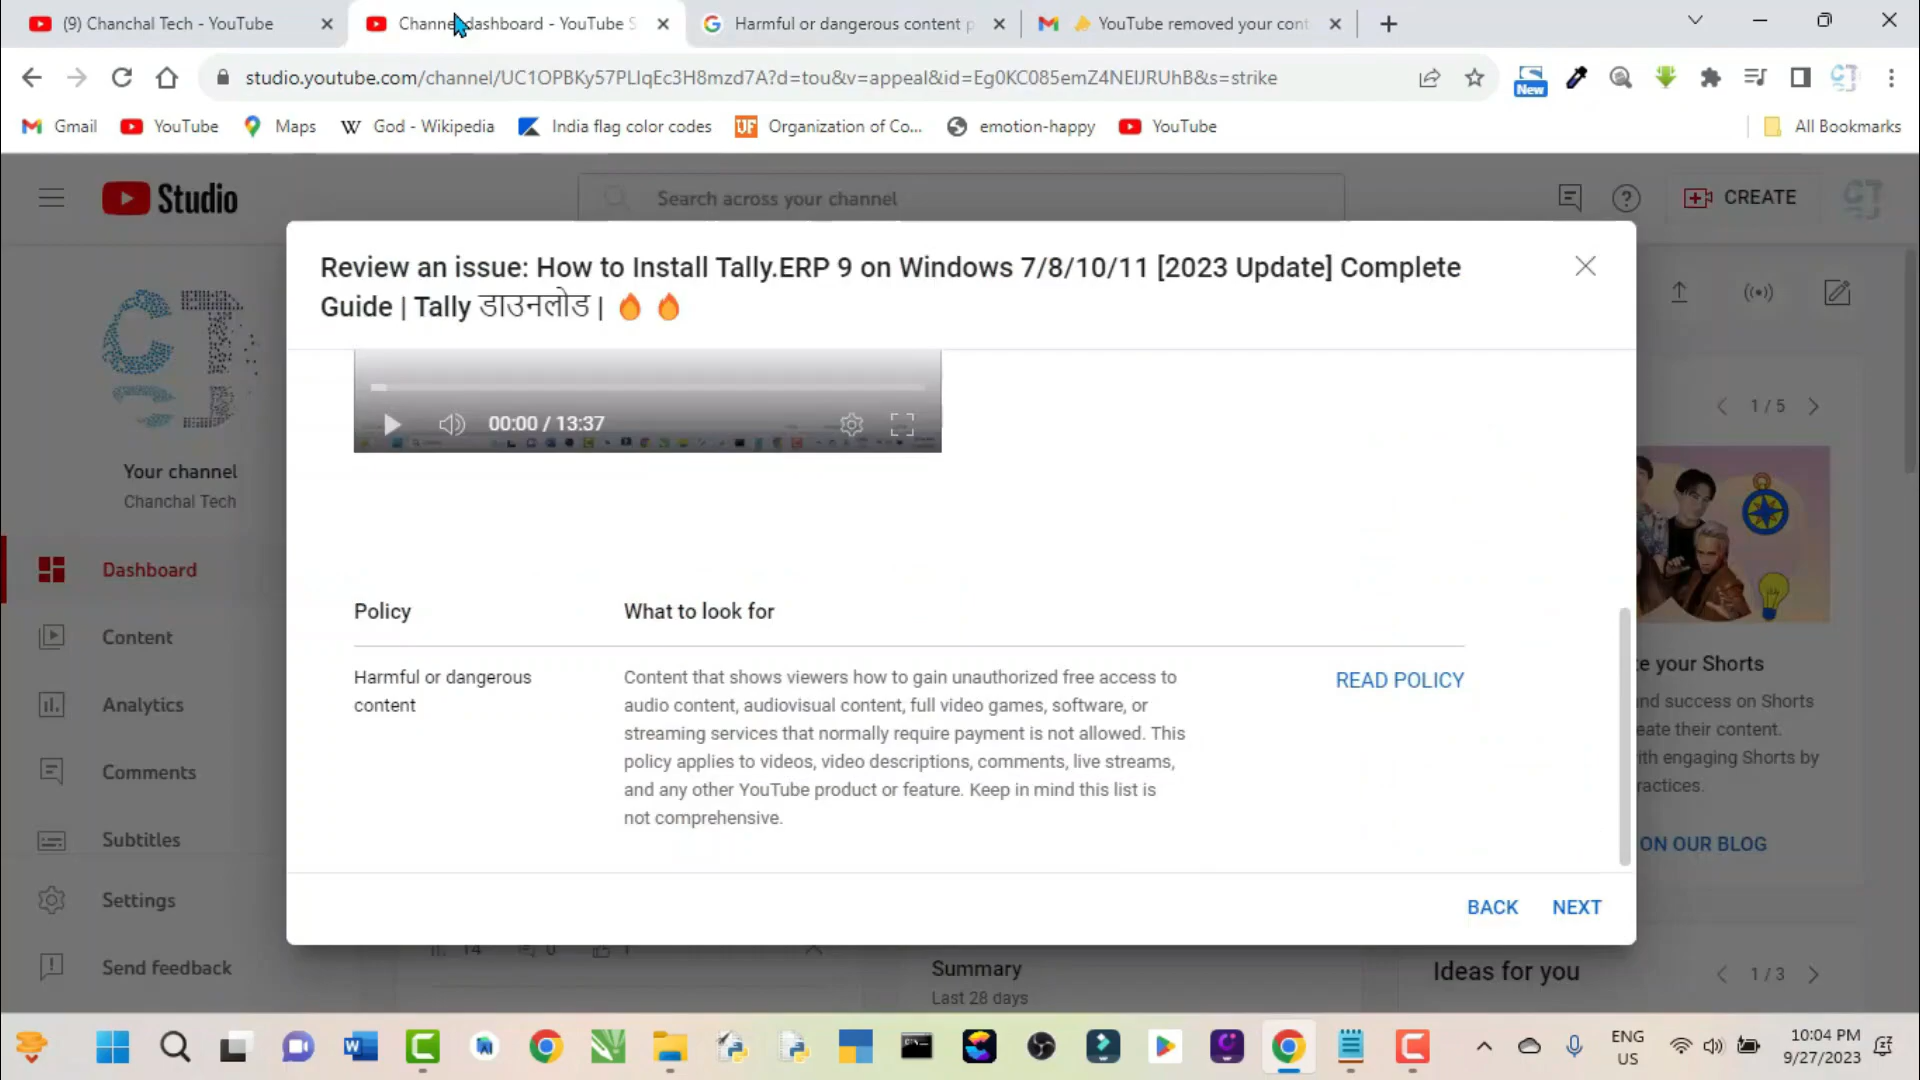 (9) Chanchal Tech - YouTube
Channel dashboard - YouTube S
Harmful or dangerous content p
YouTube removed your cont
studio.youtube.com/channel/UC1OPBKy57PLIqEc3H8mzd7A?d=tou&v=appeal&id=Eg0KC085emZ4NElJRUhB&s=strike
New
Gmail
YouTube
Maps
God - Wikipedia
India flag color codes
Organization of Co...
emotion-happy
YouTube
All Bookmarks
Studio
Search across your channel
CREATE
Review an issue: How to Install Tally.ERP 9 on Windows 7/8/10/11 [2023 Update] Complete
Guide | Tally डाउनलोड | 🔥 🔥
00:00 / 13:37
1 / 5
Your channel
Chanchal Tech
Dashboard
Content
Analytics
Comments
Subtitles
Settings
Send feedback
Policy
What to look for
Harmful or dangerous
content
Content that shows viewers how to gain unauthorized free access to
audio content, audiovisual content, full video games, software, or
streaming services that normally require payment is not allowed. This
policy applies to videos, video descriptions, comments, live streams,
and any other YouTube product or feature. Keep in mind this list is
not comprehensive.
READ POLICY
e your Shorts
nd success on Shorts
eate their content.
ith engaging Shorts by
ractices.
ON OUR BLOG
BACK
NEXT
14
0
1
Summary
Last 28 days
Ideas for you
1 / 3
ENG
US
10:04 PM
9/27/2023